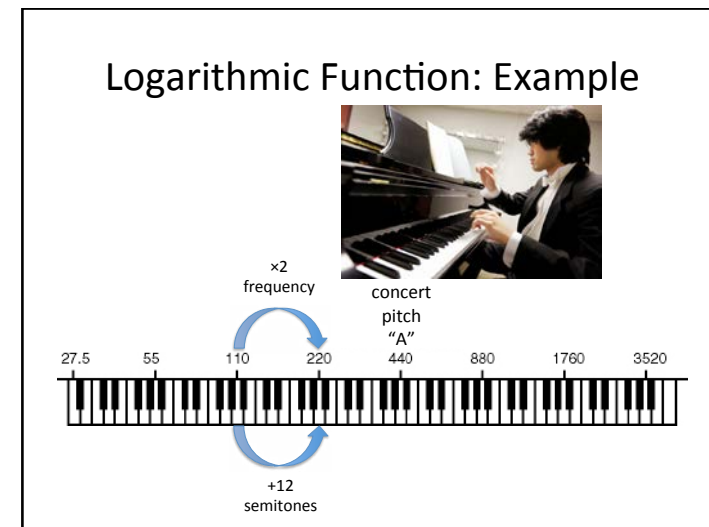 Logarithmic Function: Example
×2
frequency
concert
pitch
“A”
27.5 55 110 220 440 880 1760 3520
+12
semitones